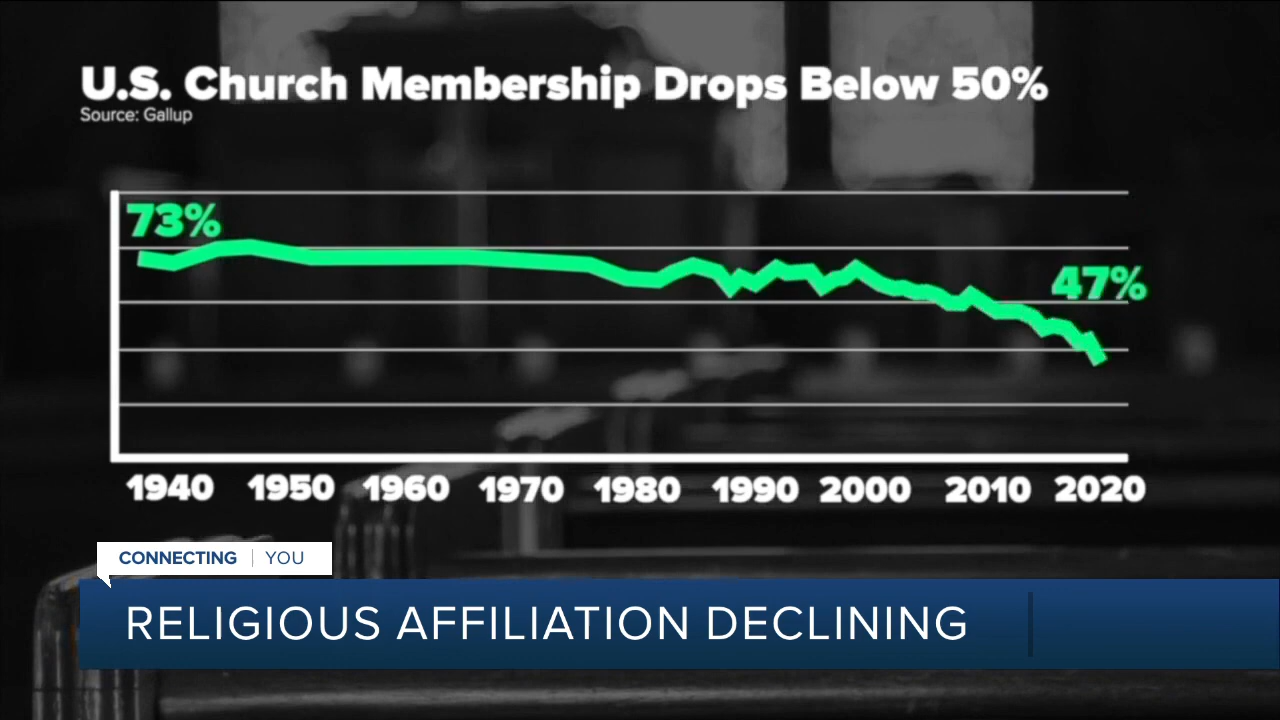 U.S. Church Membership Drops Below 50%
Source: Gallup
73%
47%
1940 1950 1960 1970 1980 1990 2000 2010 2020
CONNECTING | YOU
RELIGIOUS AFFILIATION DECLINING